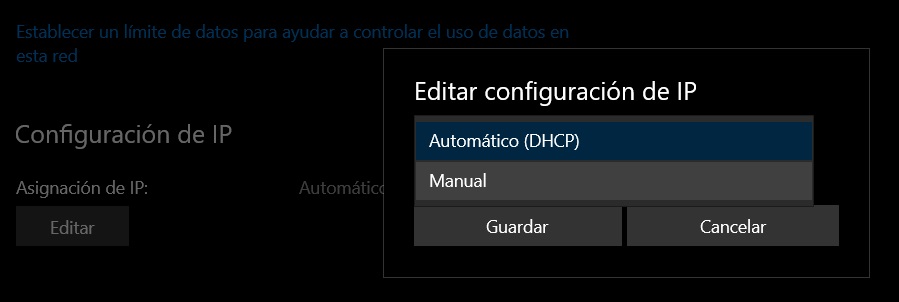 Establecer un límite de datos para ayudar a controlar el uso de datos en
esta red
Configuración de IP
Asignación de IP:
Automático
Editar
Editar configuración de IP
Automático (DHCP)
Manual
Guardar
Cancelar